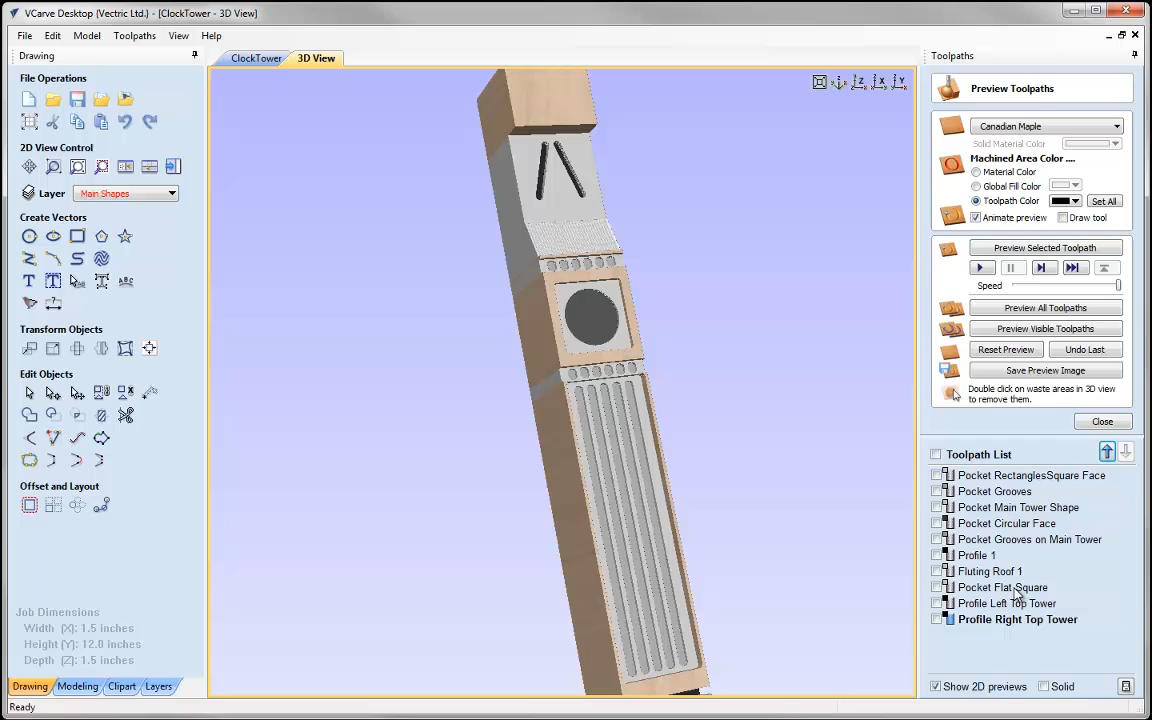 VCarve Desktop (Vectric Ltd.) - [ClockTower - 3D View]
File Edit Model Toolpaths View Help
Drawing
File Operations
2D View Control
Layer Main Shapes
Create Vectors
Transform Objects
Edit Objects
Offset and Layout
Job Dimensions
Width (X): 1.5 inches
Height (Y): 12.0 inches
Depth (Z): 1.5 inches
Drawing Modeling Clipart Layers
Ready
ClockTower 3D View
Toolpaths
Preview Toolpaths
Canadian Maple
Solid Material Color
Machined Area Color ....
Material Color
Global Fill Color
Toolpath Color Set All
Animate preview Draw tool
Preview Selected Toolpath
Speed
Preview All Toolpaths
Preview Visible Toolpaths
Reset Preview Undo Last
Save Preview Image
Double click on waste areas in 3D view
to remove them.
Close
Toolpath List
Pocket RectanglesSquare Face
Pocket Grooves
Pocket Main Tower Shape
Pocket Circular Face
Pocket Grooves on Main Tower
Profile 1
Fluting Roof 1
Pocket Flat Square
Profile Left Top Tower
Profile Right Top Tower
Show 2D previews Solid